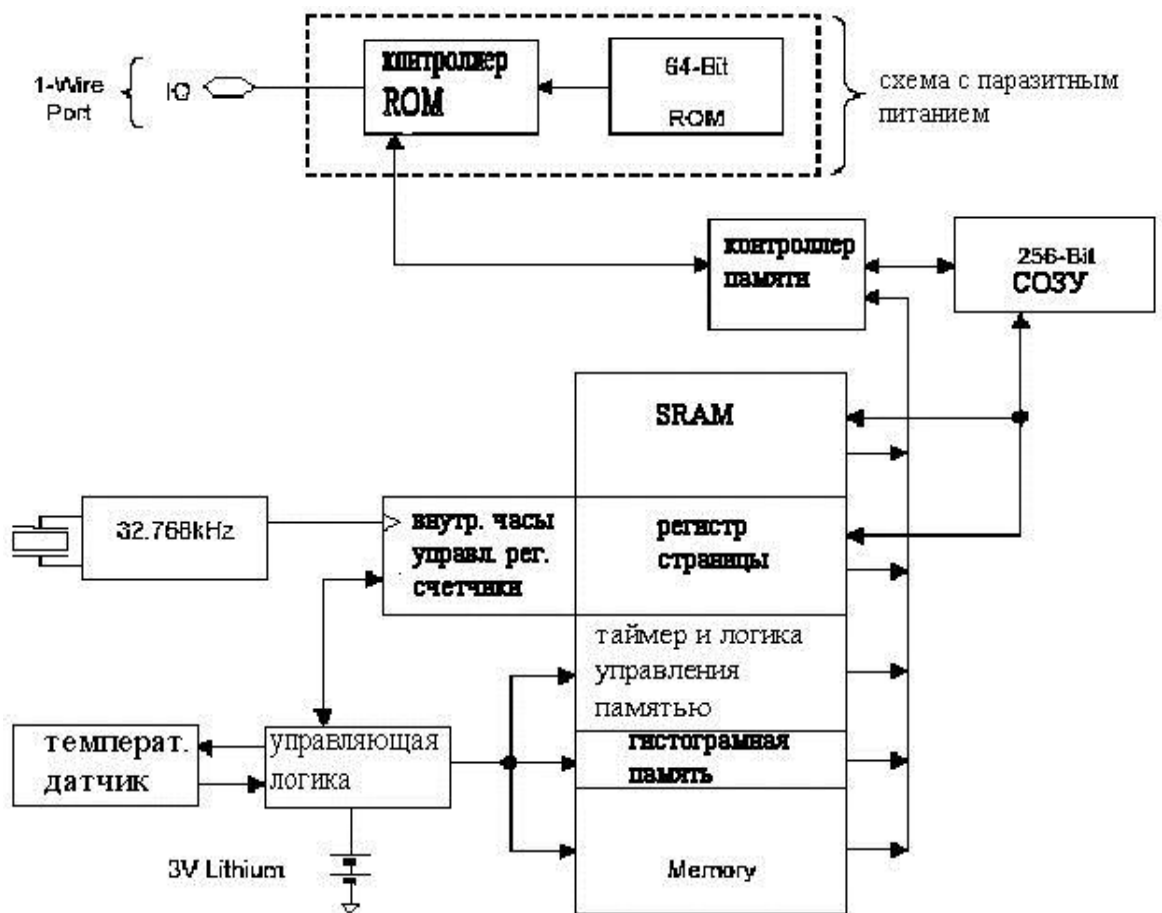 1-Wire
Port
IO
контроллер
ROM
64-Bit
ROM
схема с паразитным
питанием
контроллер
памяти
256-Bit
СОЗУ
SRAM
32.768kHz
внутр. часы
управл. рег.
счетчики
регистр
страницы
таймер и логика
управления
памятью
температ.
датчик
управляющая
логика
гистограмная
память
3V Lithium
Memory